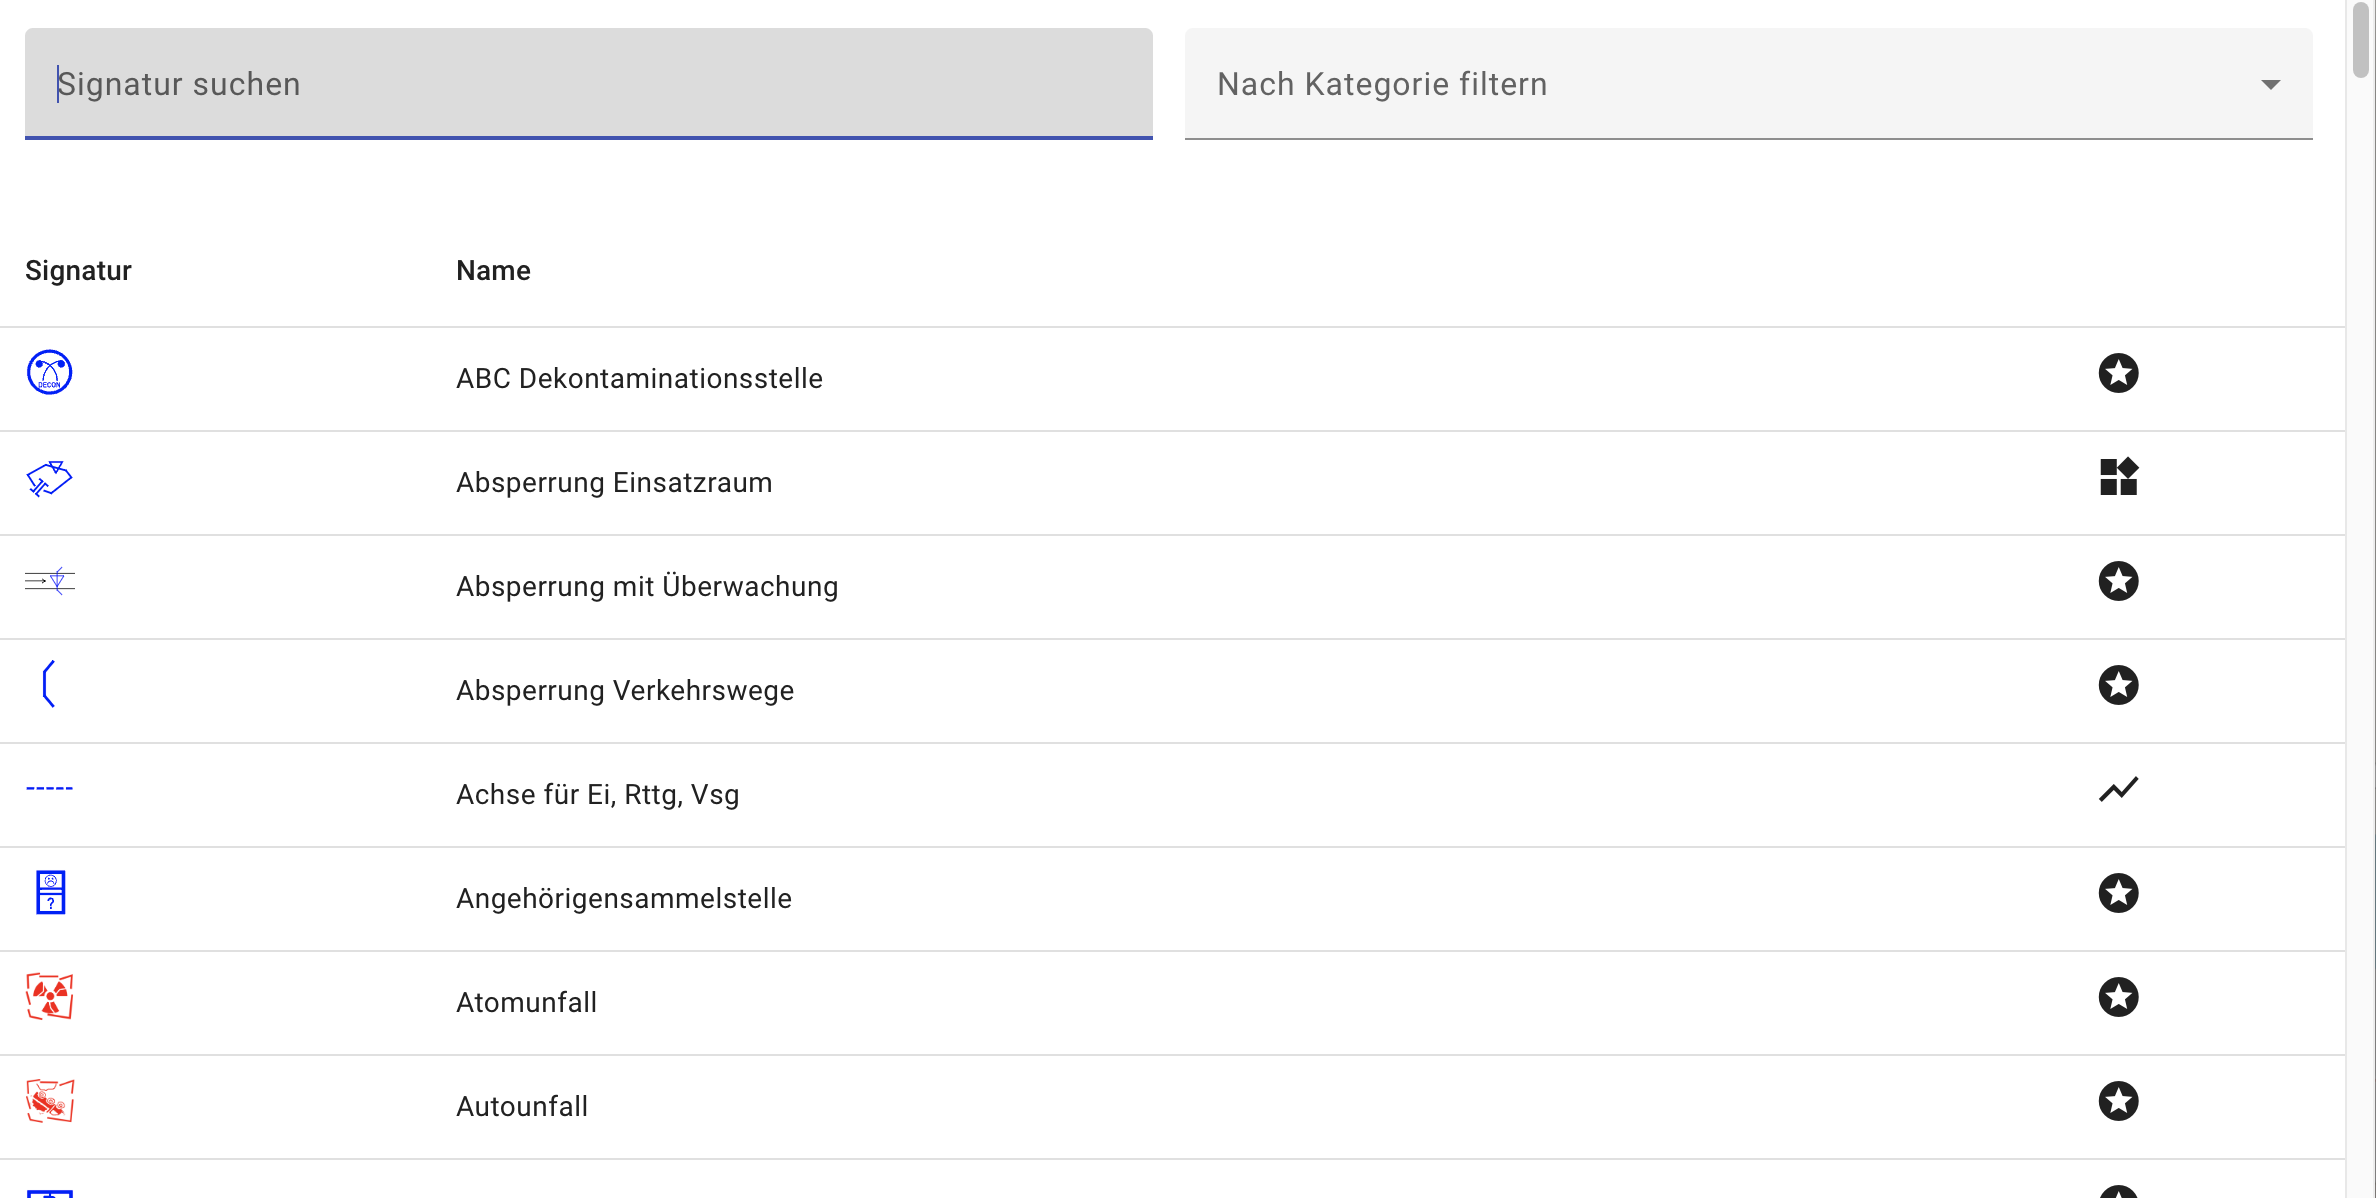 Signatur suchen
Nach Kategorie filtern
Signatur
Name
DECON
ABC Dekontaminationsstelle
Absperrung Einsatzraum
Absperrung mit Überwachung
Absperrung Verkehrswege
Achse für Ei, Rttg, Vsg
?
Angehörigensammelstelle
Atomunfall
Autounfall